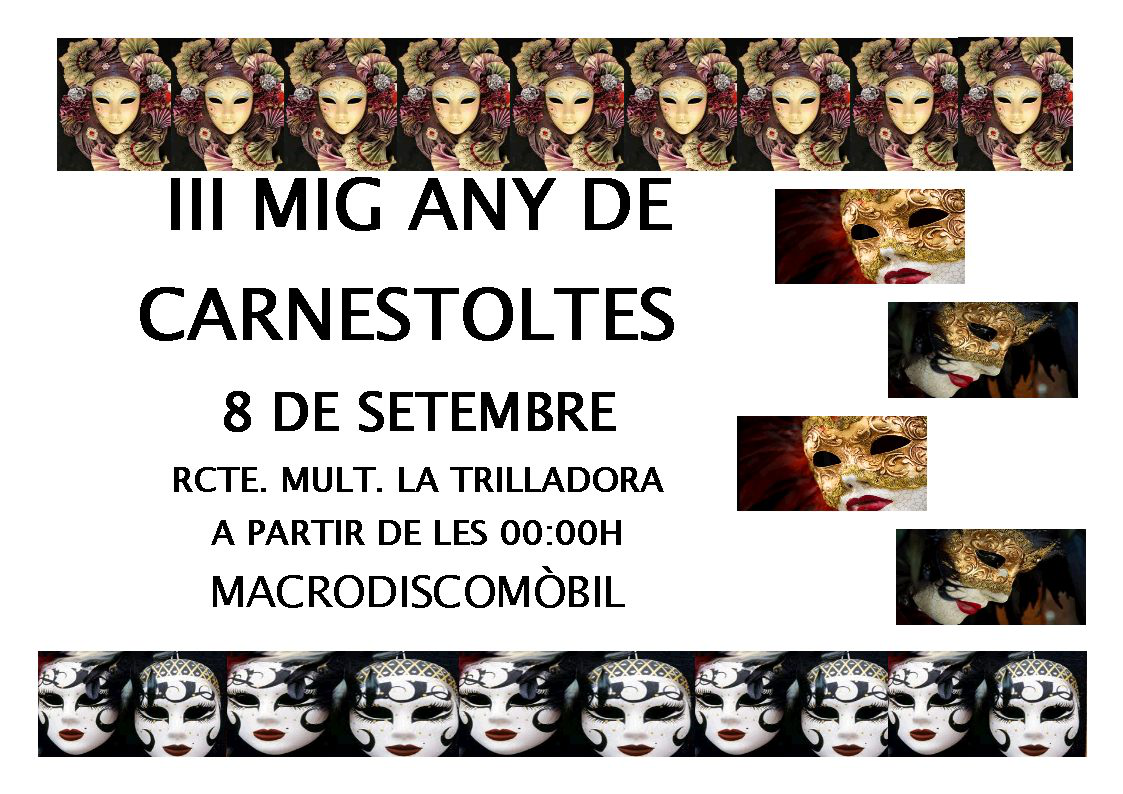 III MIG ANY DE
CARNESTOLTES
8 DE SETEMBRE
RCTE. MULT. LA TRILLADORA
A PARTIR DE LES 00:00H
MACRODISCOMÒBIL